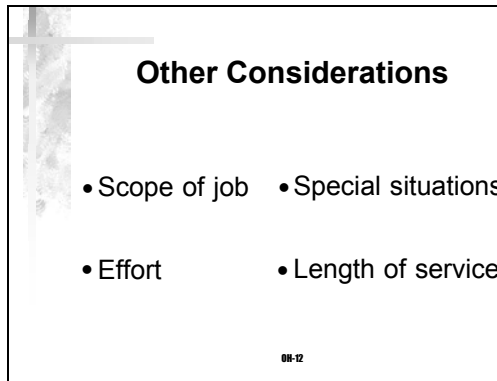 Other Considerations
• Scope of job • Special situations
• Effort • Length of service
OH-12